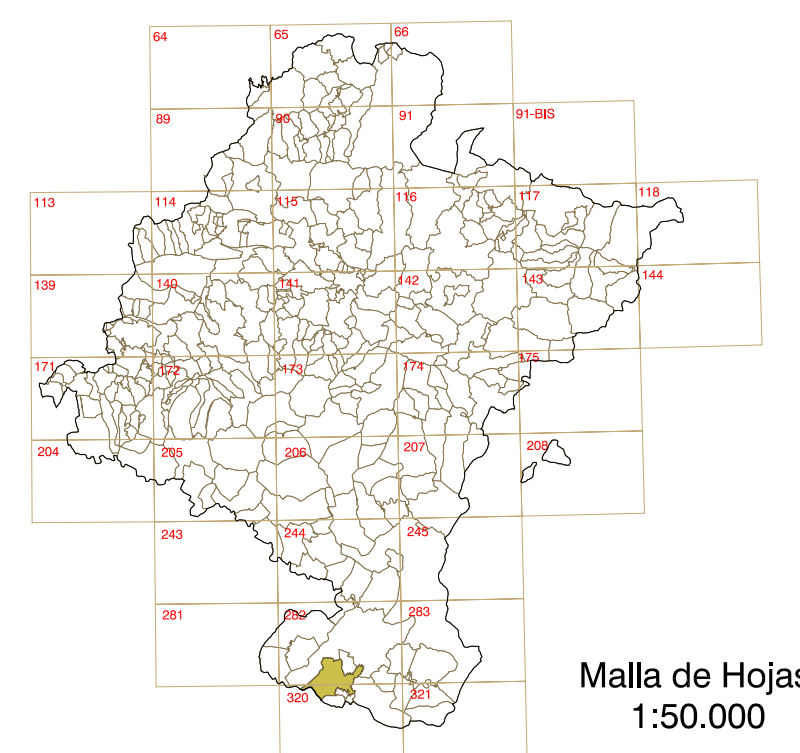 64 65 66
89 90 91 91-BIS
113 114 115 116 117 118
139 140 141 142 143 144
171 172 173 174 175
204 205 206 207 208
243 244 245
281 282 283
320 321
Malla de Hojas
1:50.000